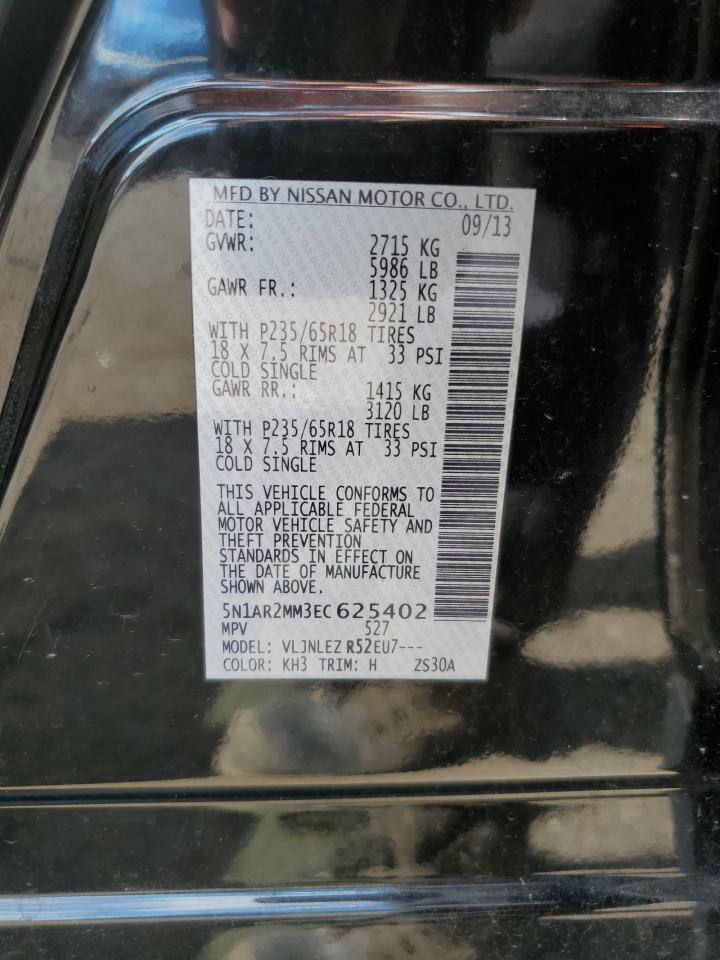 MFD BY NISSAN MOTOR CO., LTD.
DATE: 09/13
GVWR: 2715 KG
5986 LB
GAWR FR.: 1325 KG
2921 LB
WITH P235/65R18 TIRES
18 X 7.5 RIMS AT 33 PSI
COLD SINGLE
GAWR RR.: 1415 KG
3120 LB
WITH P235/65R18 TIRES
18 X 7.5 RIMS AT 33 PSI
COLD SINGLE
THIS VEHICLE CONFORMS TO
ALL APPLICABLE FEDERAL
MOTOR VEHICLE SAFETY AND
THEFT PREVENTION
STANDARDS IN EFFECT ON
THE DATE OF MANUFACTURE
SHOWN ABOVE.
5N1AR2MM3EC625402
MPV 527
MODEL: VLJNLEZ R52EU7---
COLOR: KH3 TRIM: H ZS30A